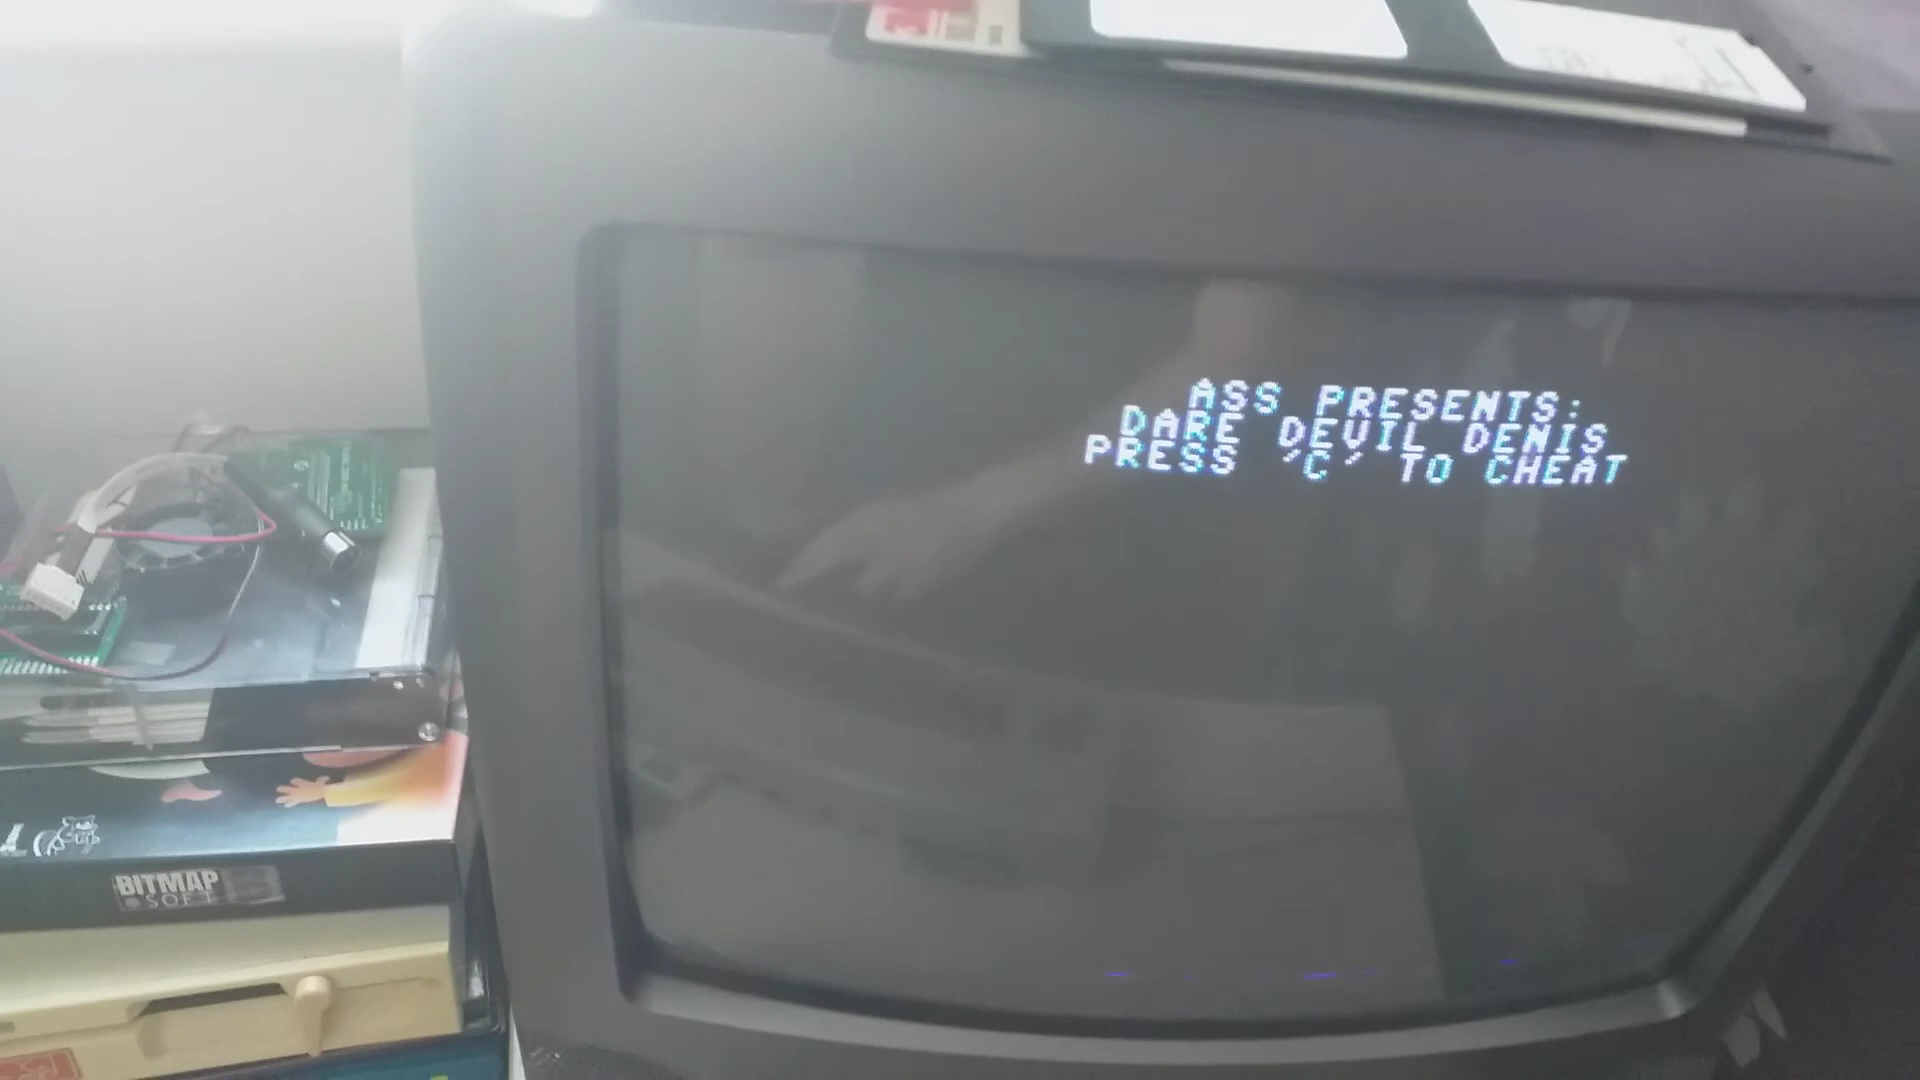 ASS PRESENTS:
DARE DEVIL DENIS
PRESS 'C' TO CHEAT
BITMAP
SOFT